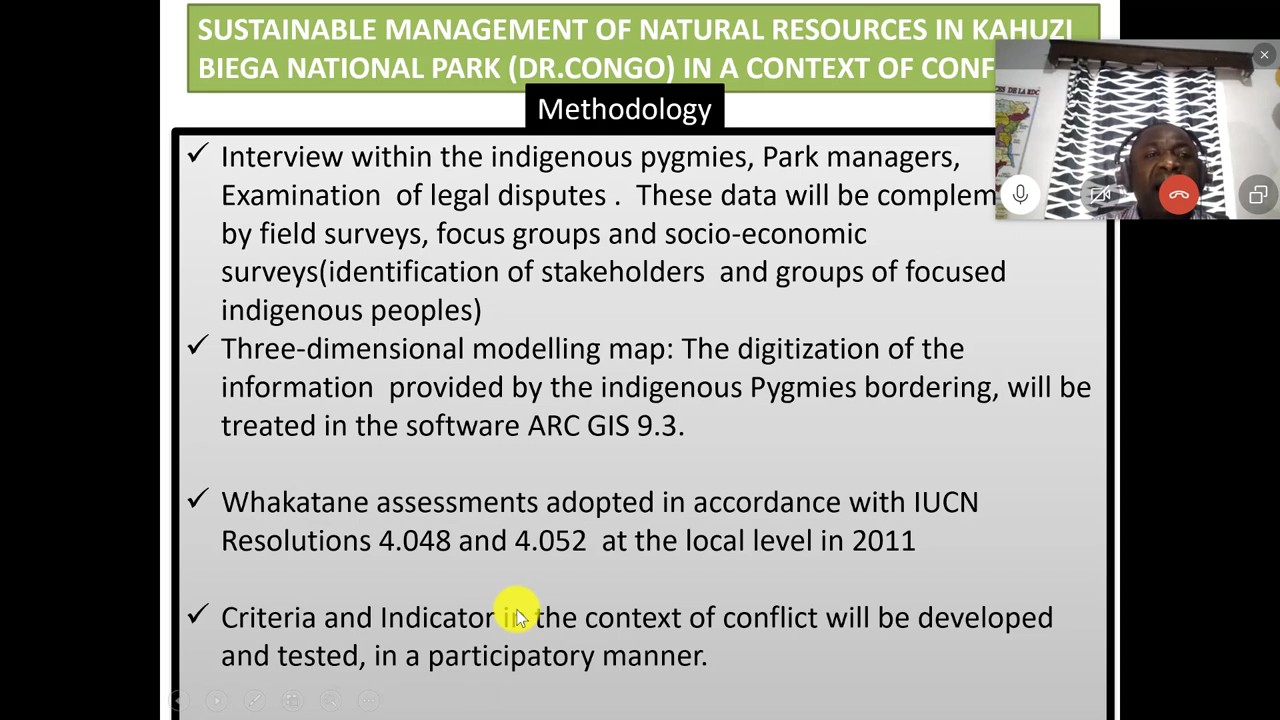 SUSTAINABLE MANAGEMENT OF NATURAL RESOURCES IN KAHUZI
BIEGA NATIONAL PARK (DR.CONGO) IN A CONTEXT OF CONF
Methodology
✓ Interview within the indigenous pygmies, Park managers,
Examination of legal disputes . These data will be complem
by field surveys, focus groups and socio-economic
surveys(identification of stakeholders and groups of focused
indigenous peoples)
✓ Three-dimensional modelling map: The digitization of the
information provided by the indigenous Pygmies bordering, will be
treated in the software ARC GIS 9.3.
✓ Whakatane assessments adopted in accordance with IUCN
Resolutions 4.048 and 4.052 at the local level in 2011
✓ Criteria and Indicator in the context of conflict will be developed
and tested, in a participatory manner.
DE LA RDC